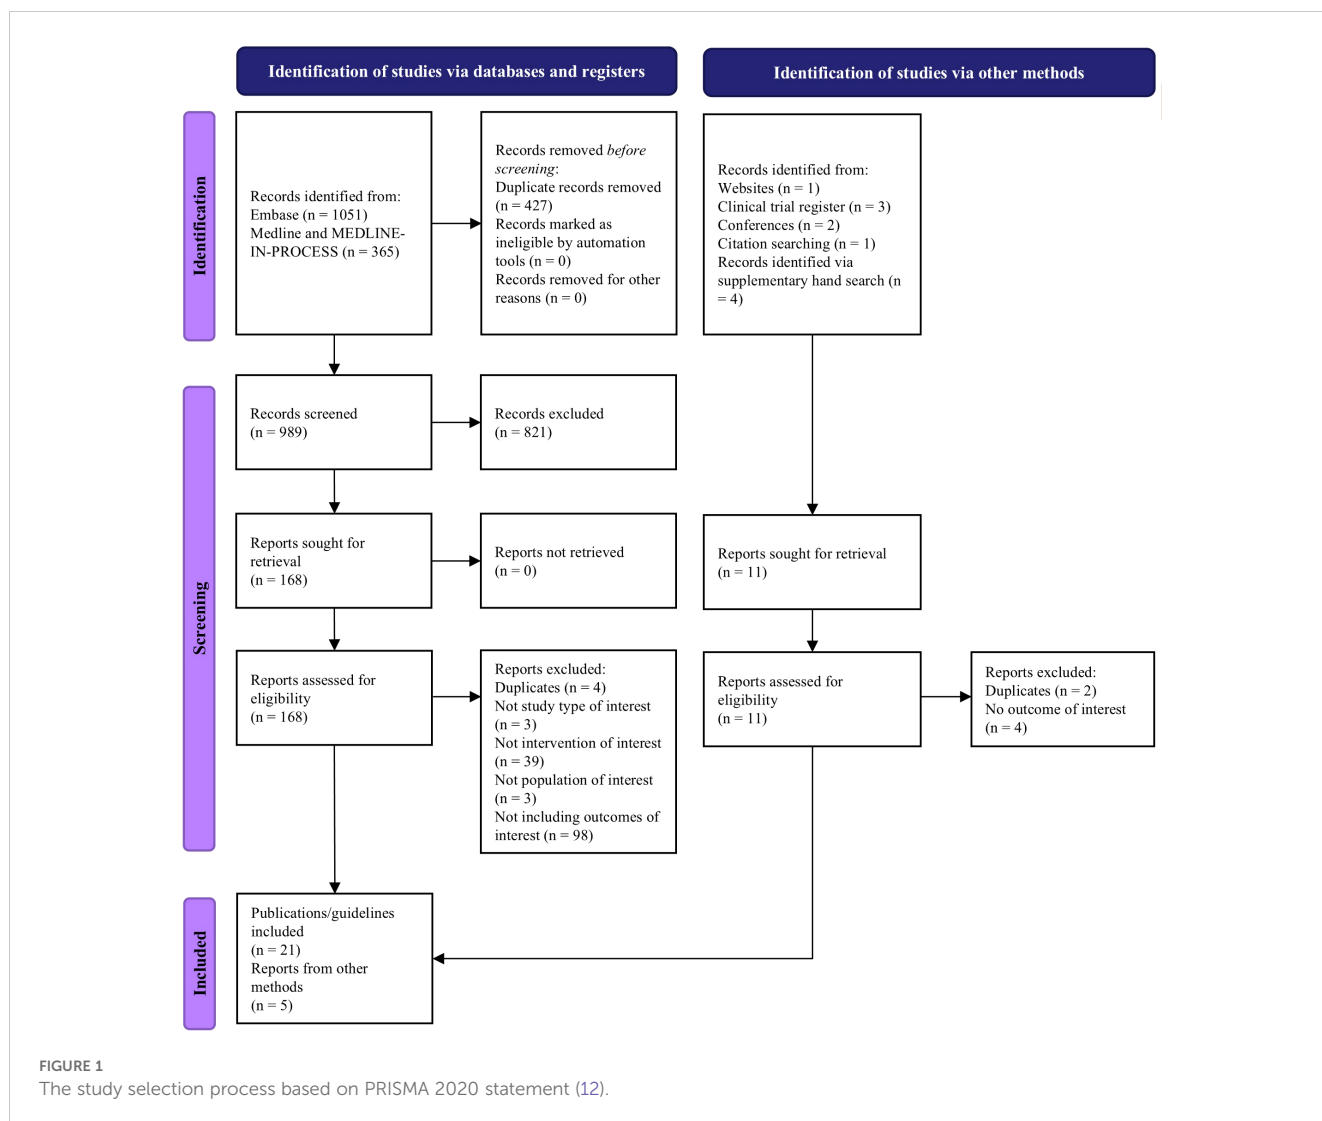 Identification of studies via databases and registers
Identification of studies via other methods
Identification
Records identified from:
Embase (n = 1051)
Medline and MEDLINE-
IN-PROCESS (n = 365)
Records removed before
screening:
Duplicate records removed
(n = 427)
Records marked as
ineligible by automation
tools (n = 0)
Records removed for other
reasons (n = 0)
Records identified from:
Websites (n = 1)
Clinical trial register (n = 3)
Conferences (n = 2)
Citation searching (n = 1)
Records identified via
supplementary hand search (n
= 4)
Screening
Records screened
(n = 989)
Records excluded
(n = 821)
Reports sought for
retrieval
(n = 168)
Reports not retrieved
(n = 0)
Reports sought for retrieval
(n = 11)
Reports assessed for
eligibility
(n = 168)
Reports excluded:
Duplicates (n = 4)
Not study type of interest
(n = 3)
Not intervention of interest
(n = 39)
Not population of interest
(n = 3)
Not including outcomes of
interest (n = 98)
Reports assessed for
eligibility
(n = 11)
Reports excluded:
Duplicates (n = 2)
No outcome of interest
(n = 4)
Included
Publications/guidelines
included
(n = 21)
Reports from other
methods
(n = 5)
FIGURE 1
The study selection process based on PRISMA 2020 statement (12).